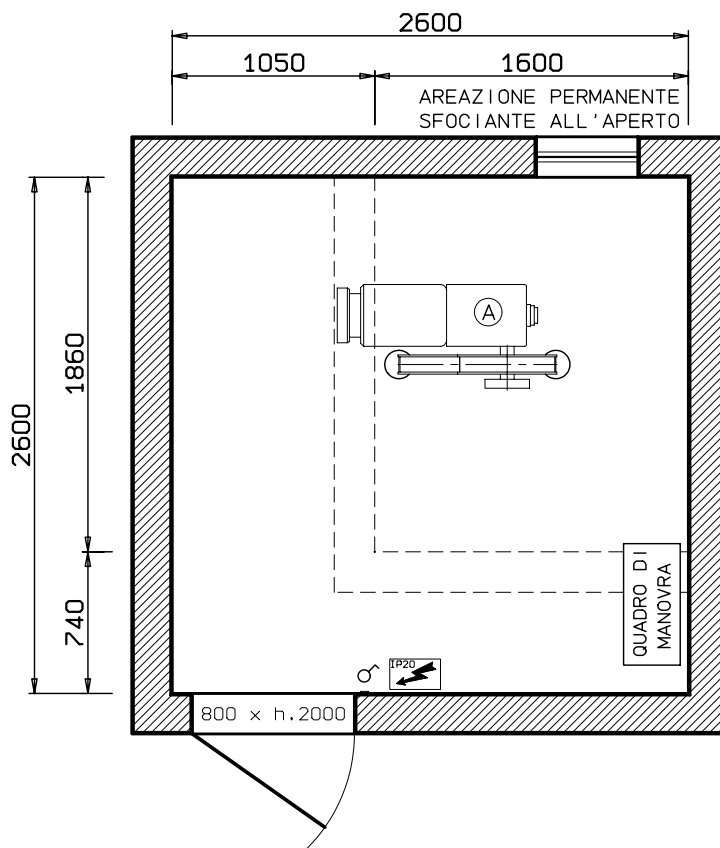 2600
1050 1600
AREAZIONE PERMANENTE
SFOCIANTE ALL'APERTO
2600
1860
740
A
QUADRO DI
MANOVRA
IP20
800 x h.2000